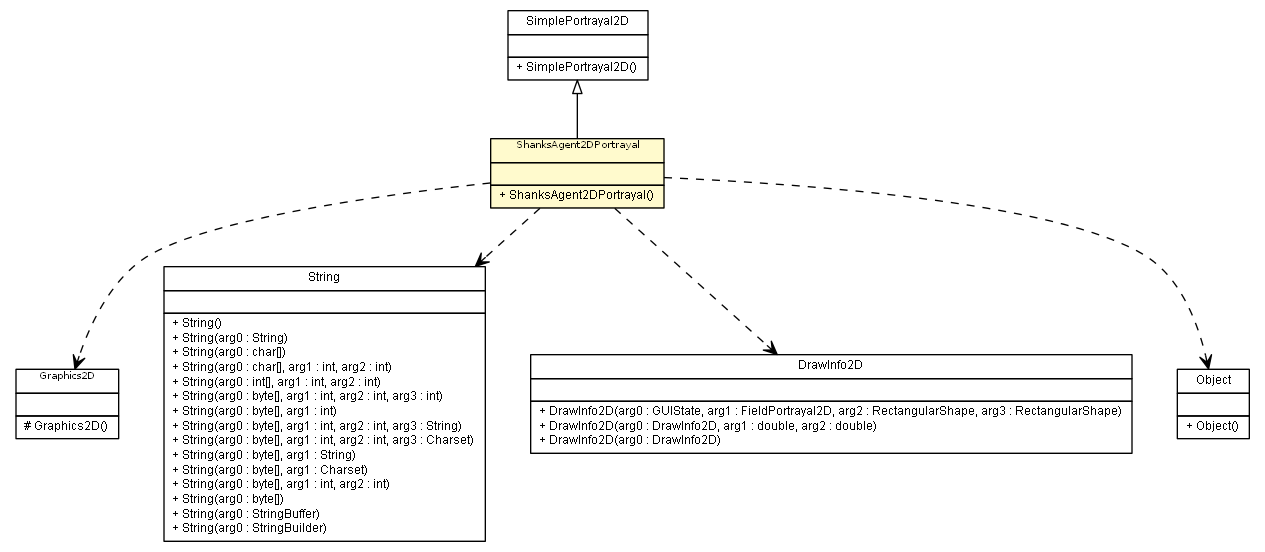 SimplePortrayal2D
+ SimplePortrayal2D()
ShanksAgent2DPortrayal
+ ShanksAgent2DPortrayal()
Graphics2D
# Graphics2D()
String
+ String()
+ String(arg0 : String)
+ String(arg0 : char[])
+ String(arg0 : char[], arg1 : int, arg2 : int)
+ String(arg0 : int[], arg1 : int, arg2 : int)
+ String(arg0 : byte[], arg1 : int, arg2 : int, arg3 : int)
+ String(arg0 : byte[], arg1 : int)
+ String(arg0 : byte[], arg1 : int, arg2 : int, arg3 : String)
+ String(arg0 : byte[], arg1 : int, arg2 : int, arg3 : Charset)
+ String(arg0 : byte[], arg1 : String)
+ String(arg0 : byte[], arg1 : Charset)
+ String(arg0 : byte[], arg1 : int, arg2 : int)
+ String(arg0 : byte[])
+ String(arg0 : StringBuffer)
+ String(arg0 : StringBuilder)
DrawInfo2D
+ DrawInfo2D(arg0 : GUIState, arg1 : FieldPortrayal2D, arg2 : RectangularShape, arg3 : RectangularShape)
+ DrawInfo2D(arg0 : DrawInfo2D, arg1 : double, arg2 : double)
+ DrawInfo2D(arg0 : DrawInfo2D)
Object
+ Object()